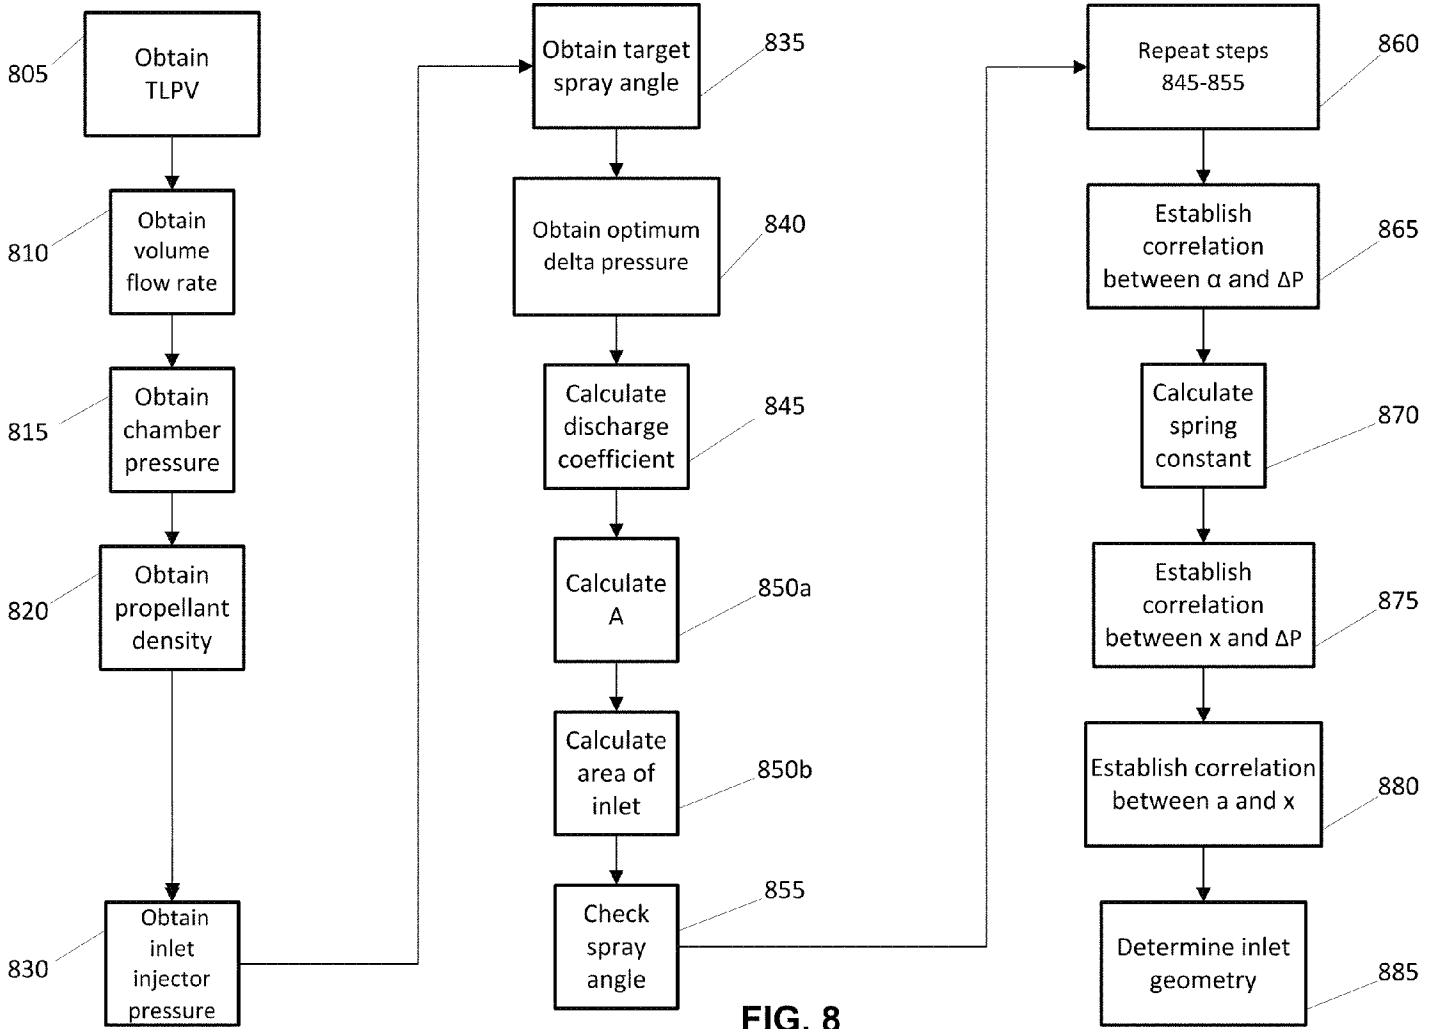 805
Obtain
TLPV
810
Obtain
volume
flow rate
815
Obtain
chamber
pressure
820
Obtain
propellant
density
830
Obtain
inlet
injector
pressure
Obtain target
spray angle
835
Obtain optimum
delta pressure
840
Calculate
discharge
coefficient
845
Calculate
A
850a
Calculate
area of
inlet
850b
Check
spray
angle
855
Repeat steps
845-855
860
Establish
correlation
between α and ΔP
865
Calculate
spring
constant
870
Establish
correlation
between x and ΔP
875
Establish correlation
between a and x
880
Determine inlet
geometry
885
FIG. 8